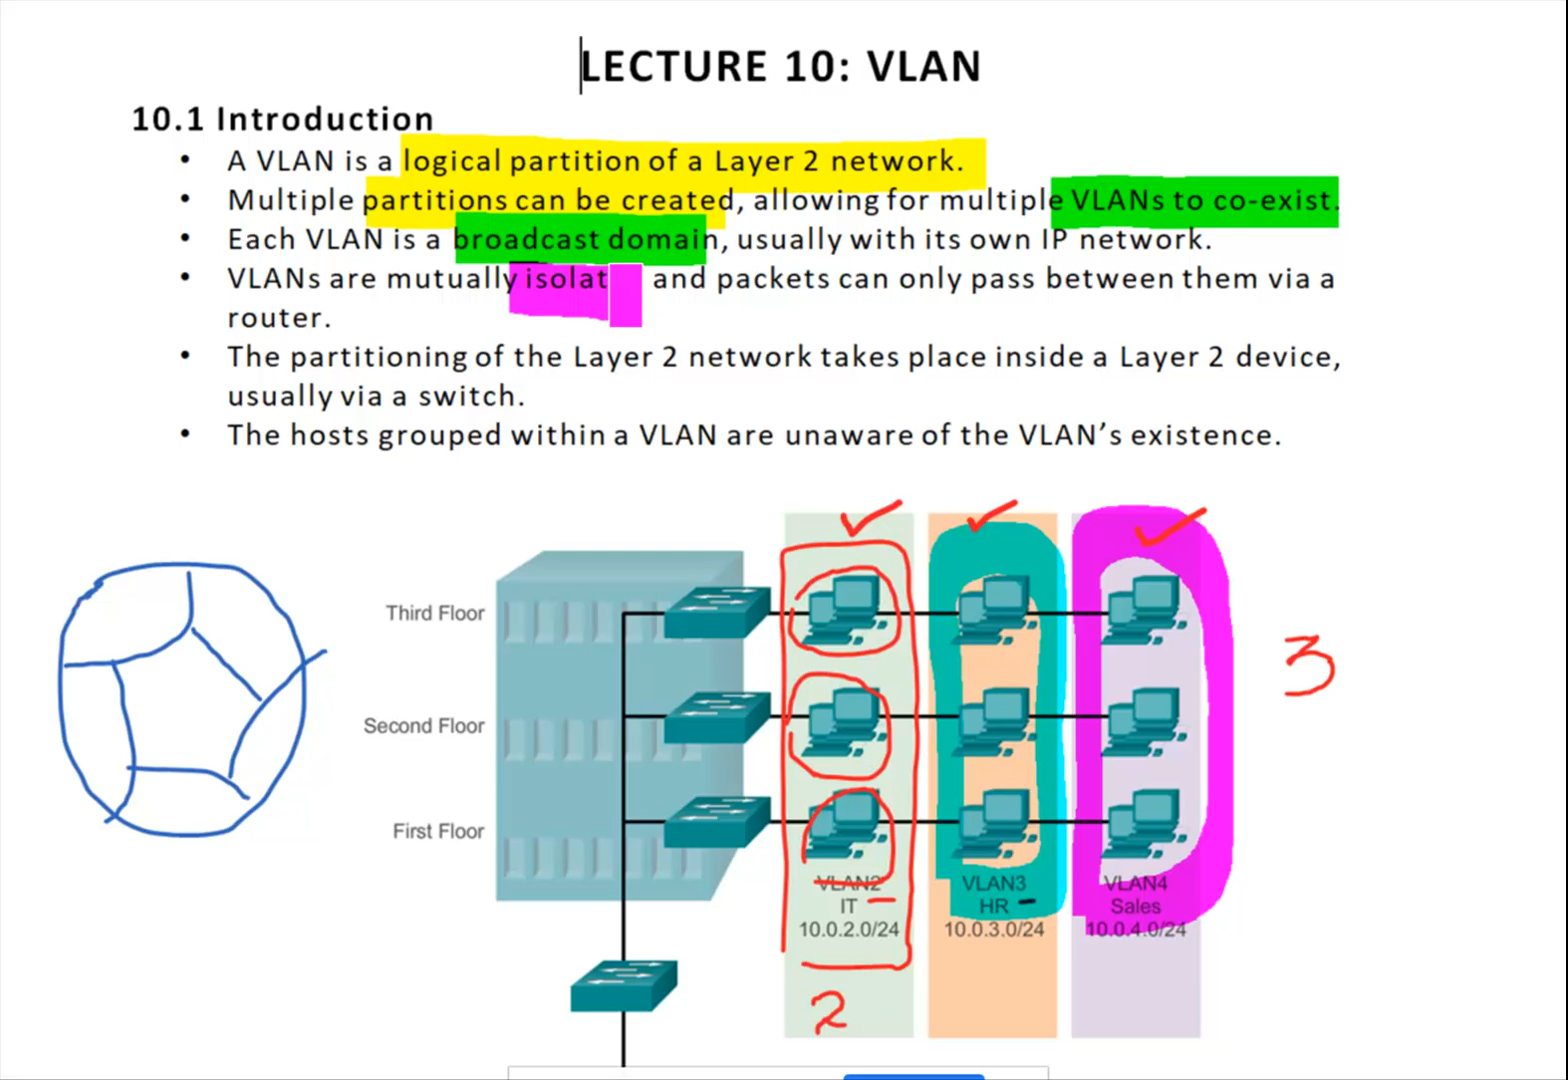 LECTURE 10: VLAN
10.1 Introduction
• A VLAN is a logical partition of a Layer 2 network.
• Multiple partitions can be created, allowing for multiple VLANs to co-exist.
• Each VLAN is a broadcast domain, usually with its own IP network.
• VLANs are mutually isolat and packets can only pass between them via a
router.
• The partitioning of the Layer 2 network takes place inside a Layer 2 device,
usually via a switch.
• The hosts grouped within a VLAN are unaware of the VLAN’s existence.
Third Floor
Second Floor
First Floor
3
VLAN2
IT
10.0.2.0/24
VLAN3
HR
10.0.3.0/24
VLAN4
Sales
10.0.4.0/24
2